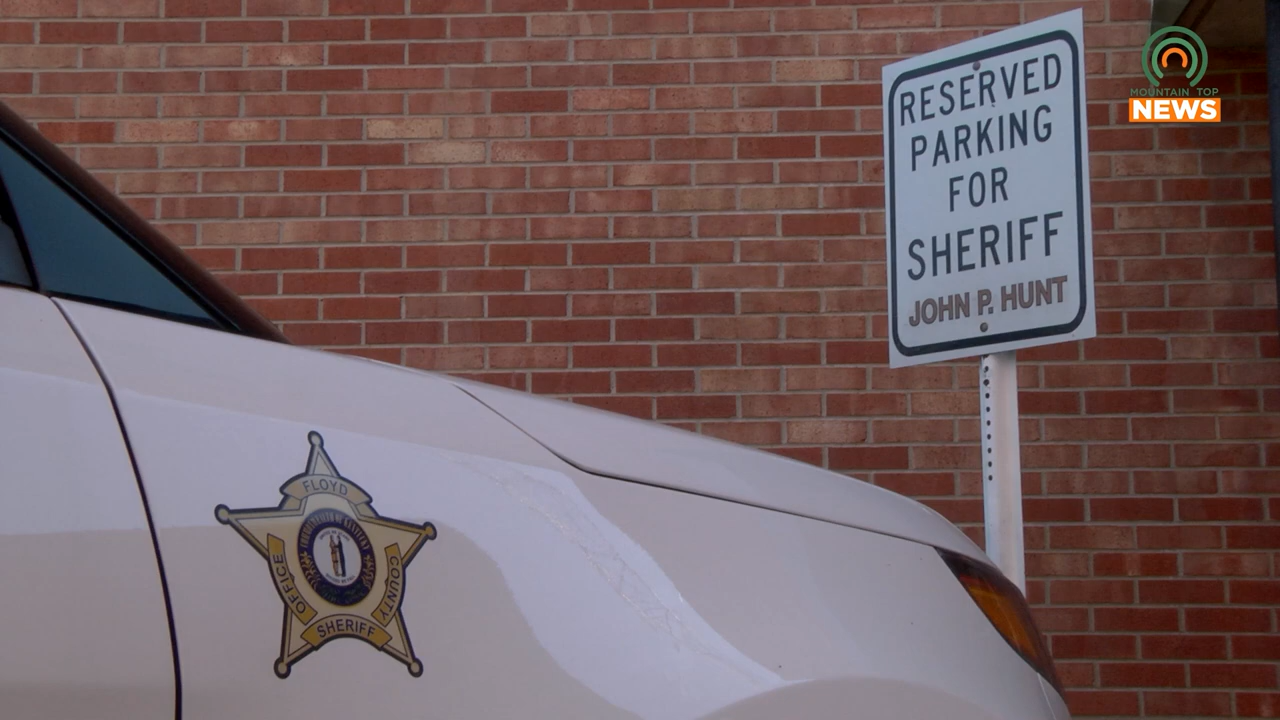 MOUNTAIN TOP
NEWS
RESERVED
PARKING
FOR
SHERIFF
JOHN P. HUNT
FLOYD
OFFICE
COUNTY
SHERIFF